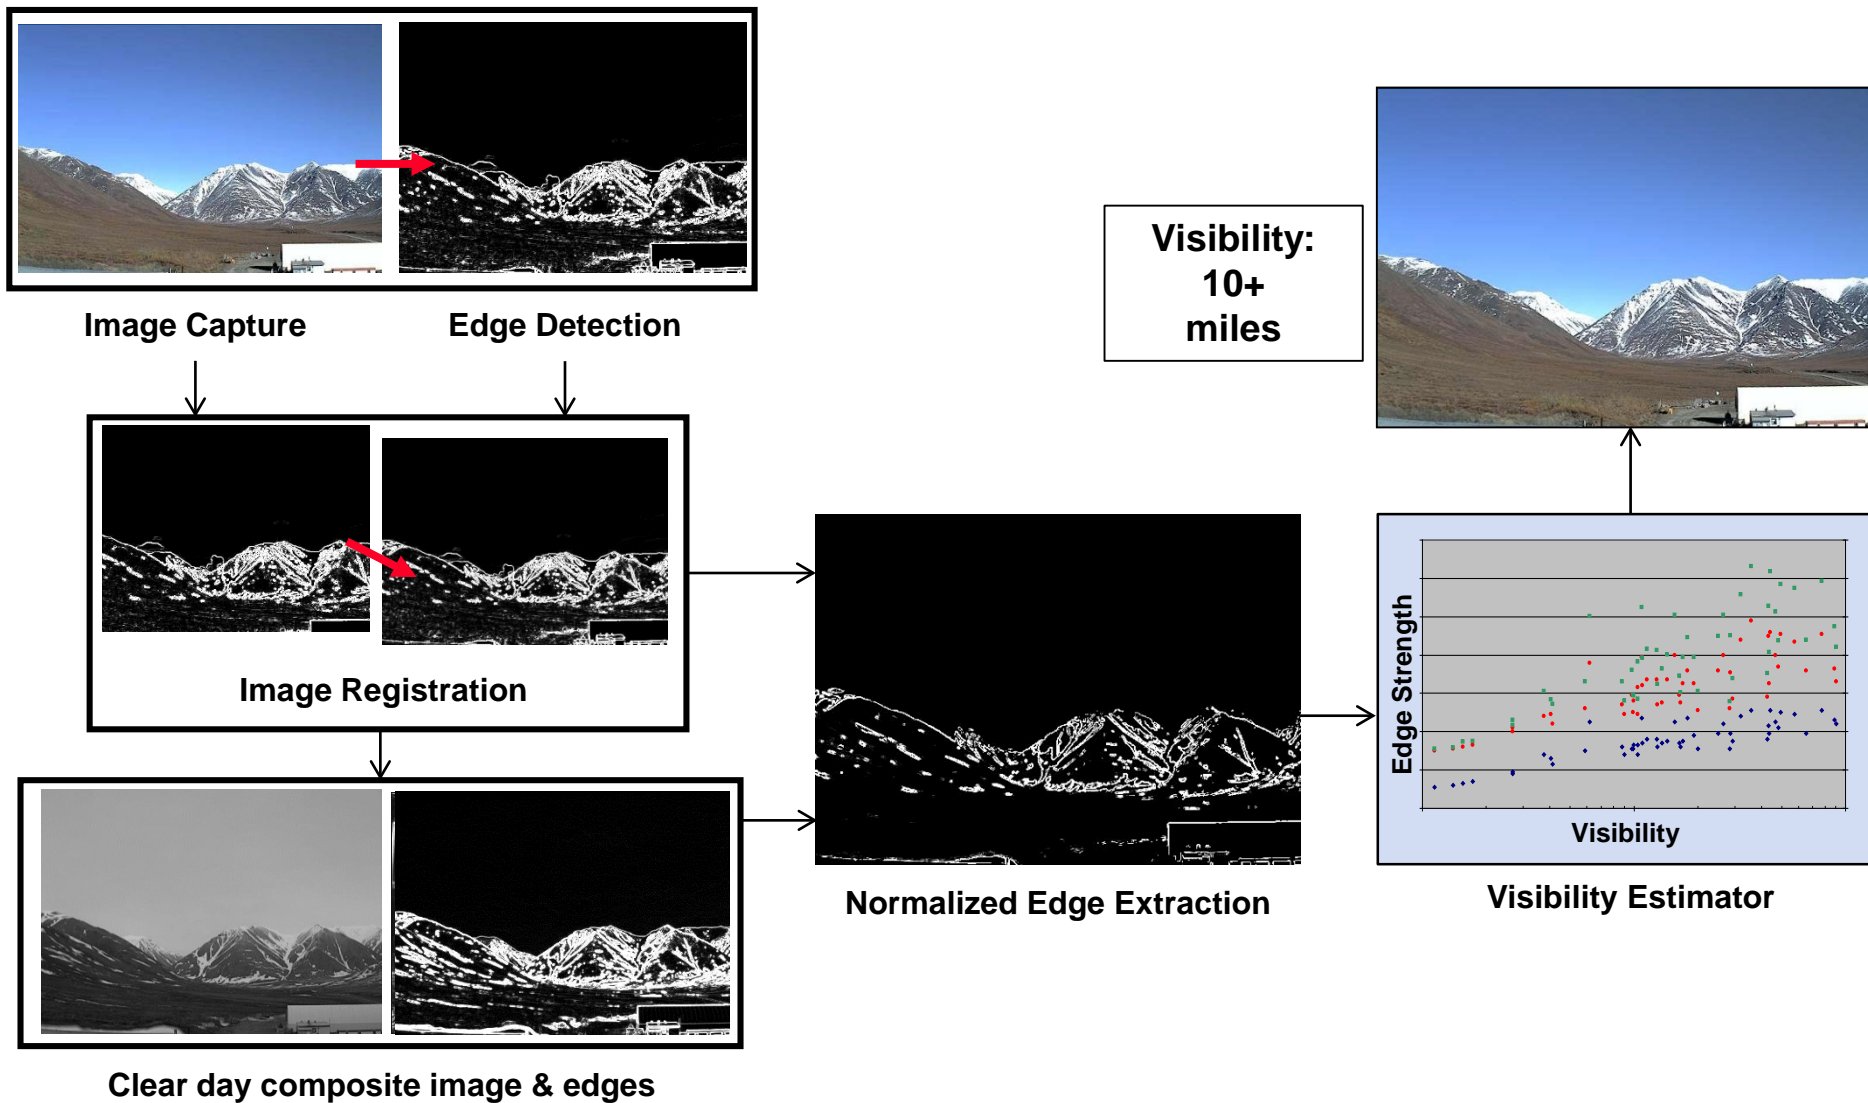 Image Capture
Edge Detection
Image Registration
Clear day composite image & edges
Normalized Edge Extraction
Visibility:
10+
miles
Edge Strength
Visibility
Visibility Estimator